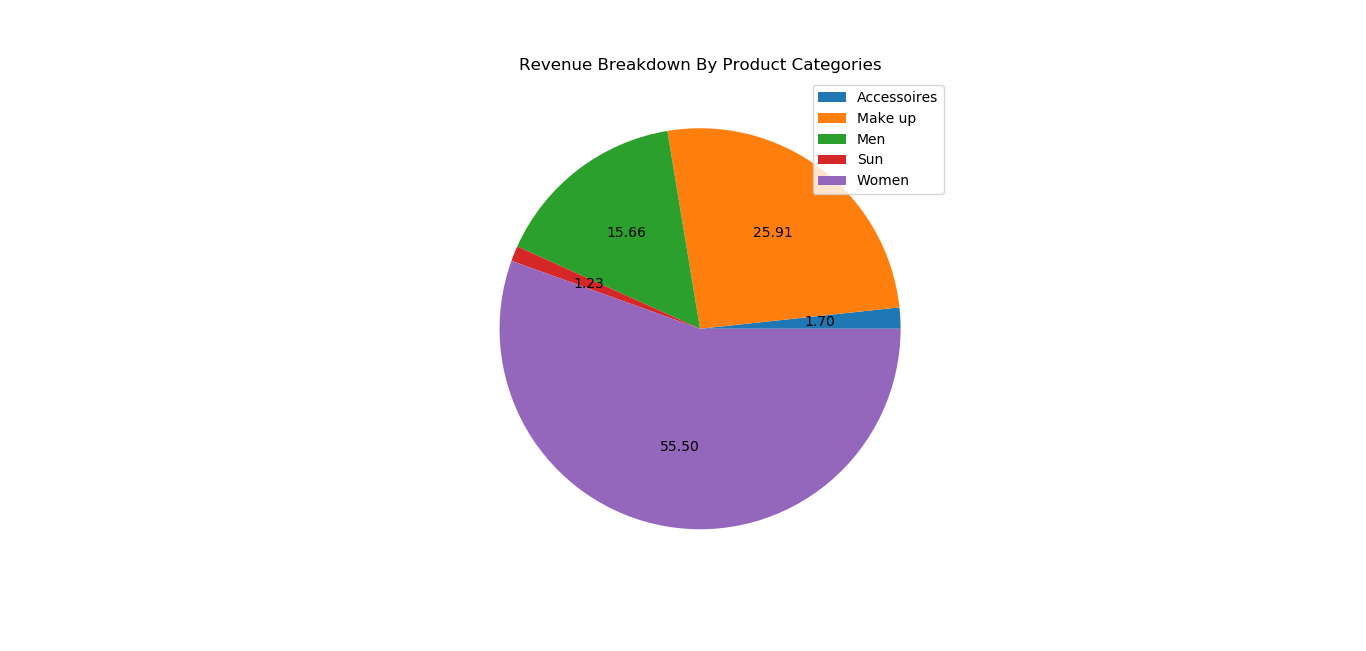 Revenue Breakdown By Product Categories
Accessoires
Make up
Men
Sun
Women
15.66
25.91
1.23
1.70
55.50